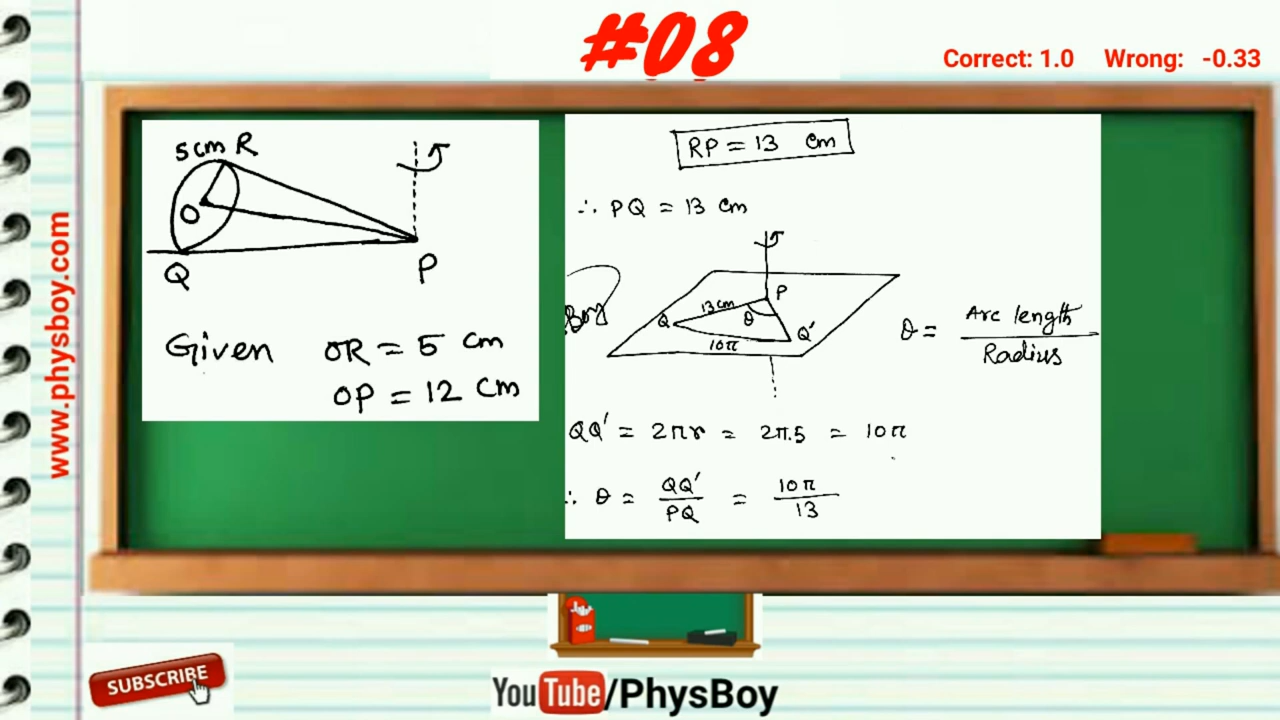 #08
Correct: 1.0 Wrong: -0.33
www.physboy.com
5cm R
O
Q
P
Given OR = 5 cm
OP = 12 cm
RP = 13 cm
∴ PQ = 13 cm
P
13cm
Q
θ
Q'
10π
θ = Arc length
Radius
QQ' = 2πr = 2π.5 = 10π
∴ θ = QQ' / PQ = 10π / 13
SUBSCRIBE
YouTube/PhysBoy